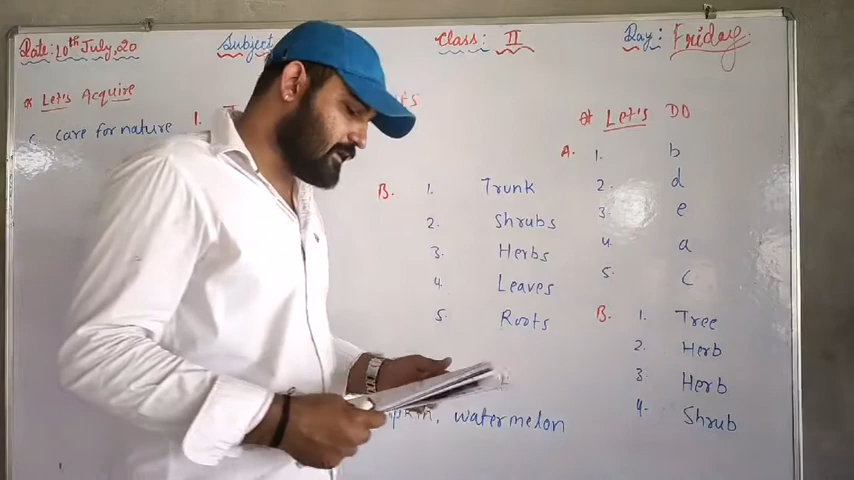 Date: 10th July, 20 Subject Class: II Day: Friday
* Let's Acquire
care for nature
1.
B. 1. Trunk
2. Shrubs
3. Herbs
4. Leaves
5. Roots
watermelon
* Let's DO
A. 1. b
2. d
3. e
4. a
5. c
B. 1. Tree
2. Herb
3. Herb
4. Shrub